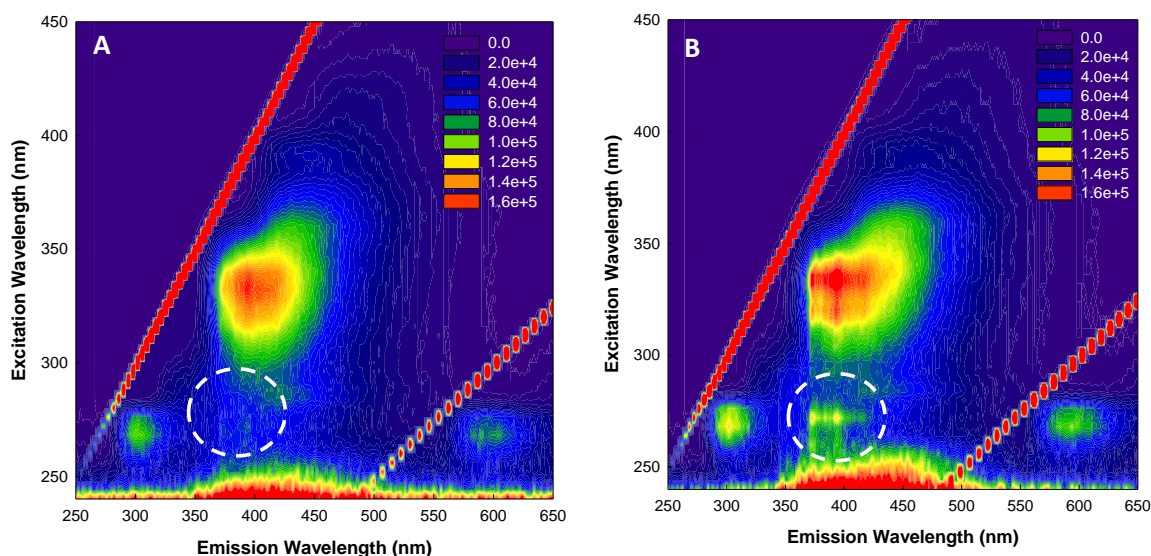 A
0.0
2.0e+4
4.0e+4
6.0e+4
8.0e+4
1.0e+5
1.2e+5
1.4e+5
1.6e+5
450
400
350
300
250
Excitation Wavelength (nm)
250 300 350 400 450 500 550 600 650
Emission Wavelength (nm)
B
0.0
2.0e+4
4.0e+4
6.0e+4
8.0e+4
1.0e+5
1.2e+5
1.4e+5
1.6e+5
450
400
350
300
250
Excitation Wavelength (nm)
250 300 350 400 450 500 550 600 650
Emission Wavelength (nm)